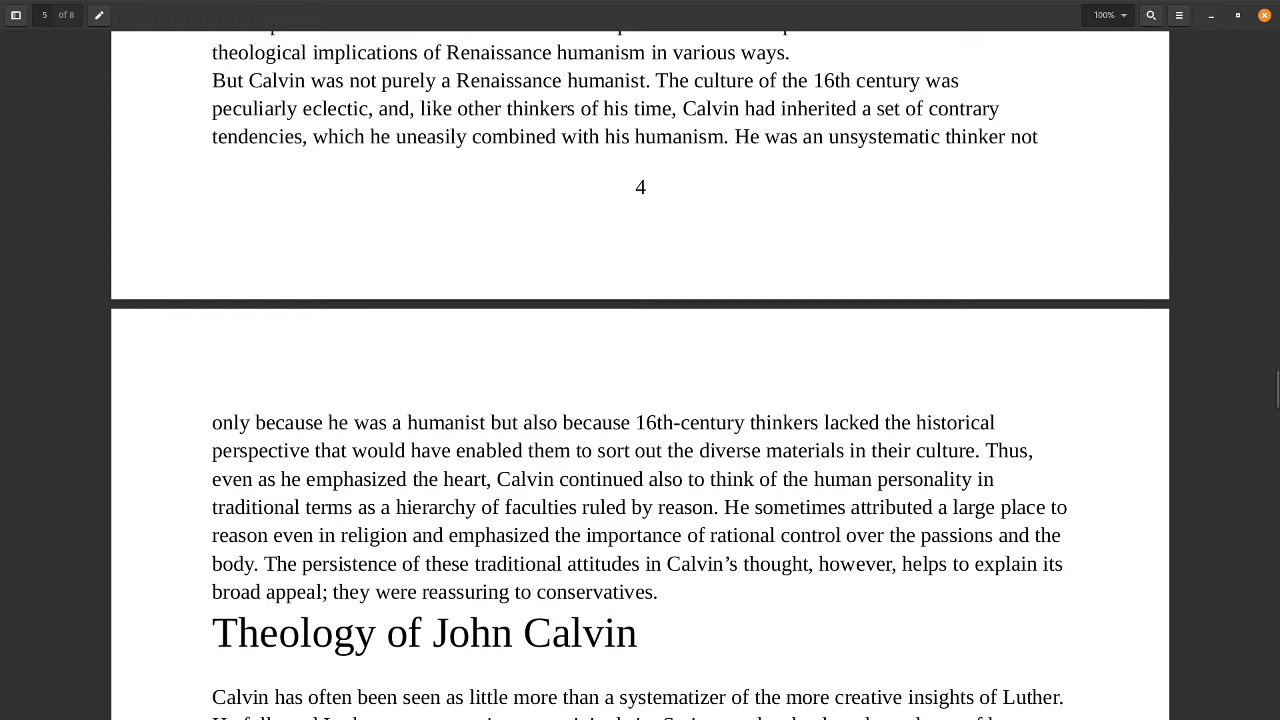 5 of 8
100%
theological implications of Renaissance humanism in various ways.
But Calvin was not purely a Renaissance humanist. The culture of the 16th century was
peculiarly eclectic, and, like other thinkers of his time, Calvin had inherited a set of contrary
tendencies, which he uneasily combined with his humanism. He was an unsystematic thinker not
4
only because he was a humanist but also because 16th-century thinkers lacked the historical
perspective that would have enabled them to sort out the diverse materials in their culture. Thus,
even as he emphasized the heart, Calvin continued also to think of the human personality in
traditional terms as a hierarchy of faculties ruled by reason. He sometimes attributed a large place to
reason even in religion and emphasized the importance of rational control over the passions and the
body. The persistence of these traditional attitudes in Calvin’s thought, however, helps to explain its
broad appeal; they were reassuring to conservatives.
Theology of John Calvin
Calvin has often been seen as little more than a systematizer of the more creative insights of Luther.